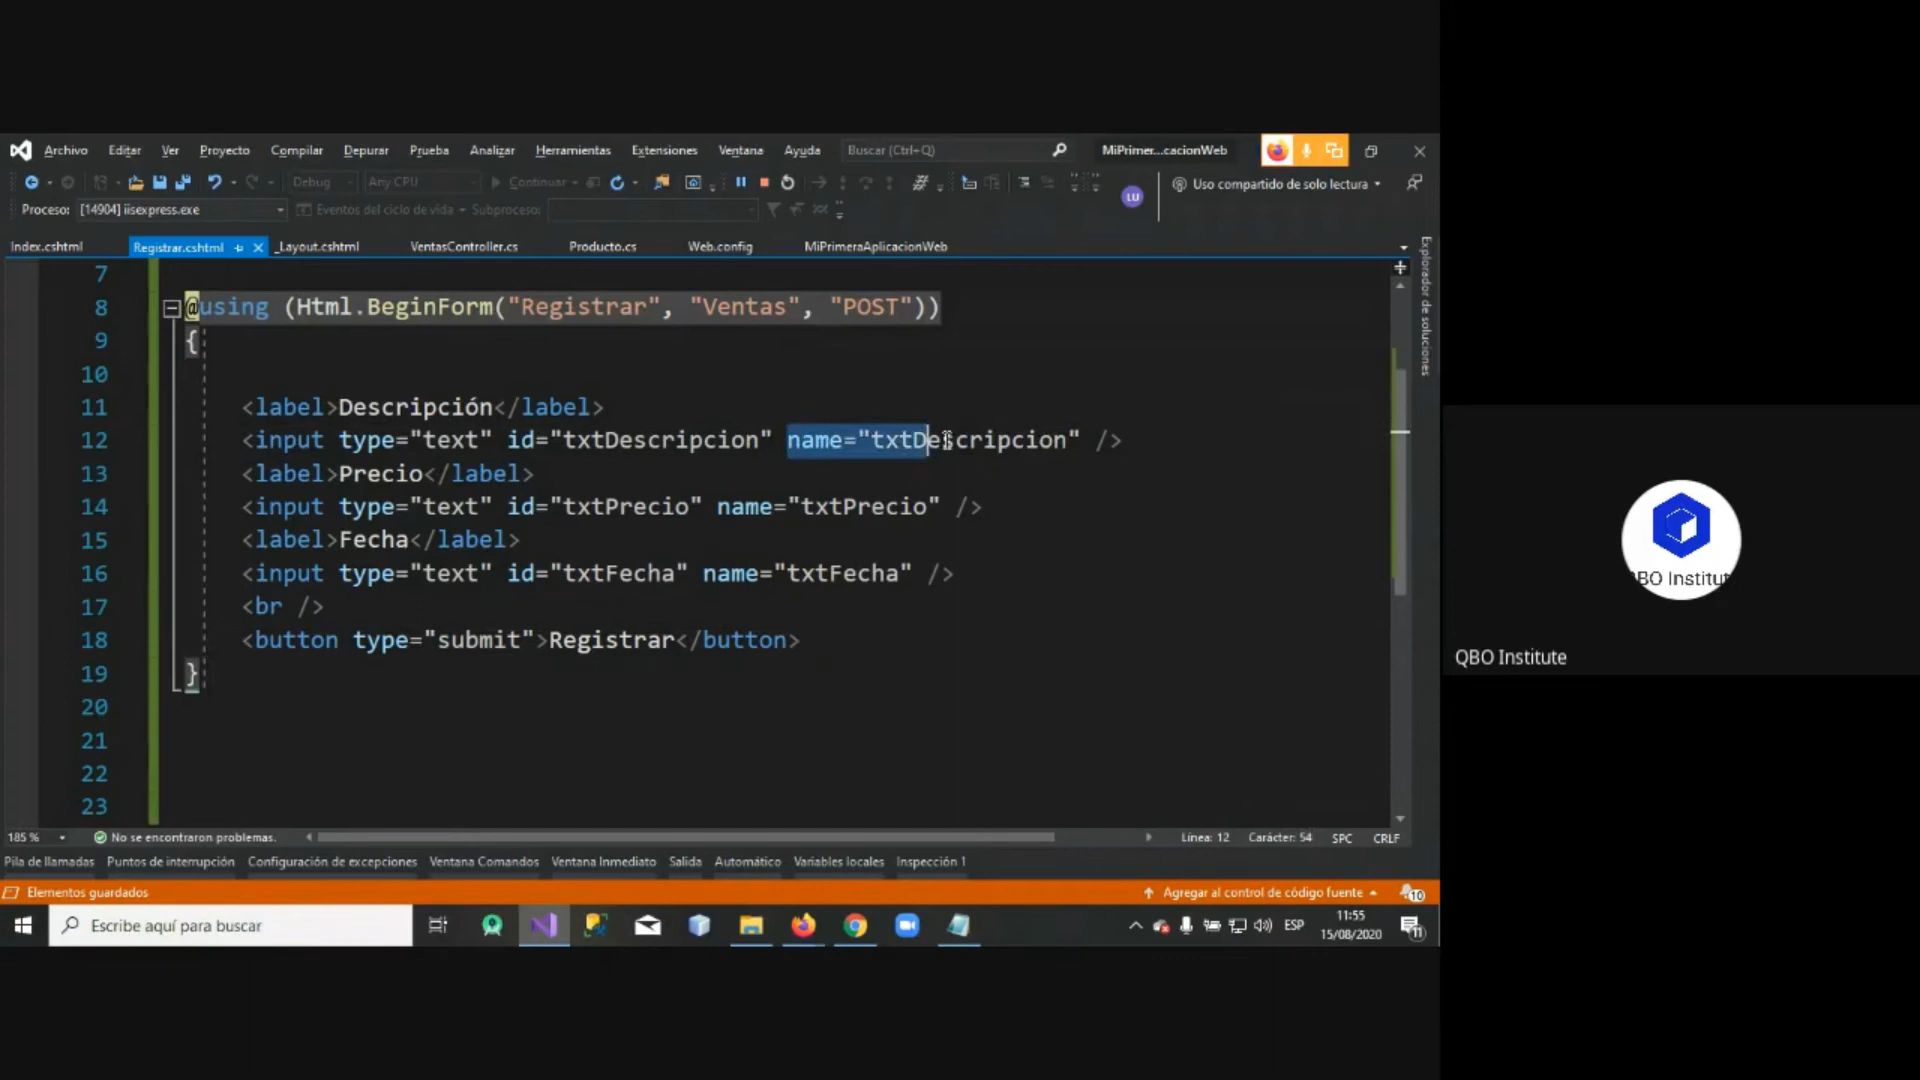 Archivo Editar Ver Proyecto Compilar Depurar Prueba Analizar Herramientas Extensiones Ventana Ayuda Buscar (Ctrl+Q) MiPrimer...cacionWeb
Debug Any CPU Continuar LU Uso compartido de solo lectura
Proceso: [14904] iisexpress.exe Eventos del ciclo de vida Subproceso:
Index.cshtml Registrar.cshtml _Layout.cshtml VentasController.cs Producto.cs Web.config MiPrimeraAplicacionWeb
Explorador de soluciones
7
8 @using (Html.BeginForm("Registrar", "Ventas", "POST"))
9 {
10
11 <label>Descripción</label>
12 <input type="text" id="txtDescripcion" name="txtDescripcion" />
13 <label>Precio</label>
14 <input type="text" id="txtPrecio" name="txtPrecio" />
15 <label>Fecha</label>
16 <input type="text" id="txtFecha" name="txtFecha" />
17 <br />
18 <button type="submit">Registrar</button>
19 }
20
21
22
23
185 % No se encontraron problemas. Línea: 12 Carácter: 54 SPC CRLF
Pila de llamadas Puntos de interrupción Configuración de excepciones Ventana Comandos Ventana Inmediato Salida Automático Variables locales Inspección 1
Elementos guardados Agregar al control de código fuente 10
Escribe aquí para buscar ESP 11:55
15/08/2020 11
BO Institut
QBO Institute